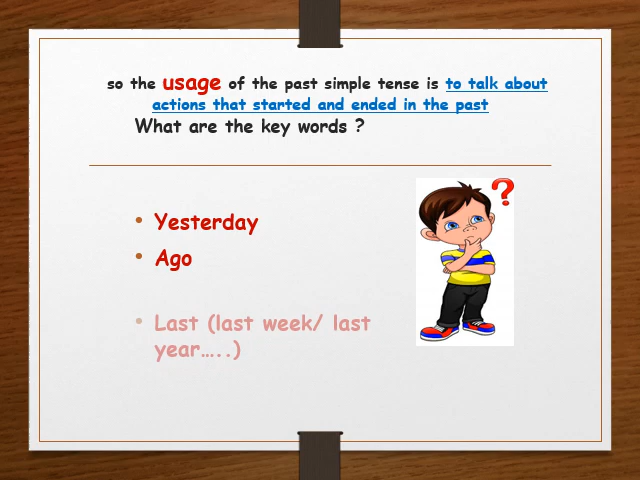 so the usage of the past simple tense is to talk about
actions that started and ended in the past
What are the key words ?
?
• Yesterday
• Ago
• Last (last week/ last
year…..)